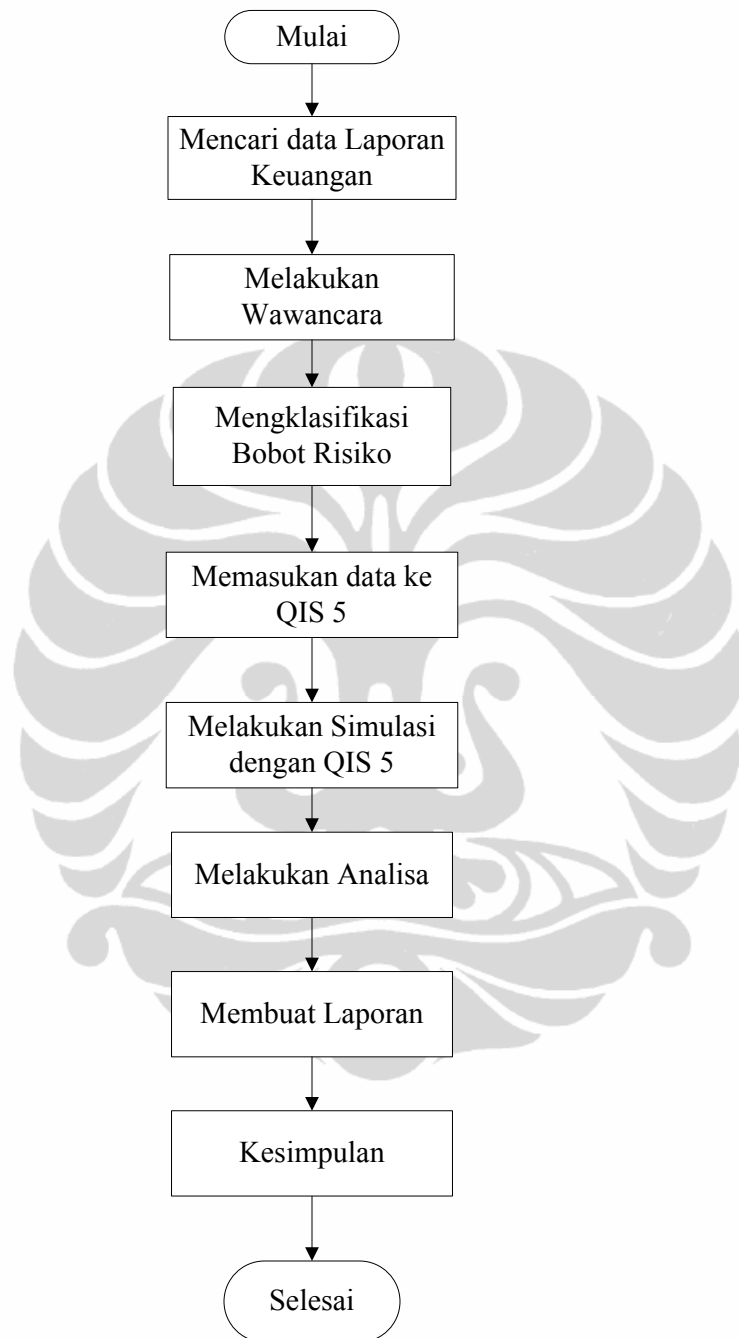 Mulai
Mencari data Laporan
Keuangan
Melakukan
Wawancara
Mengklasifikasi
Bobot Risiko
Memasukan data ke
QIS 5
Melakukan Simulasi
dengan QIS 5
Melakukan Analisa
Membuat Laporan
Kesimpulan
Selesai